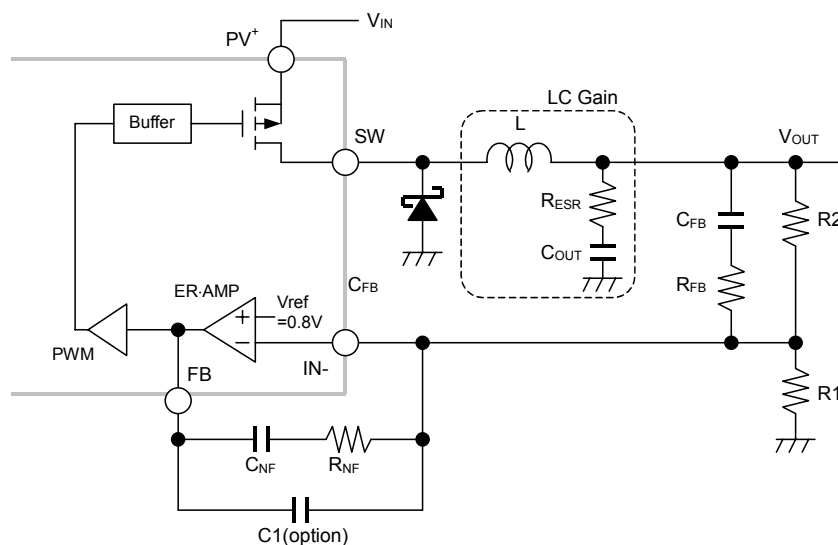 VIN
PV+
LC Gain
Buffer
SW
L
VOUT
RESR
CFB
R2
COUT
ER·AMP
Vref
=0.8V
CFB
RFB
+
−
PWM
IN-
FB
R1
CNF
RNF
C1(option)